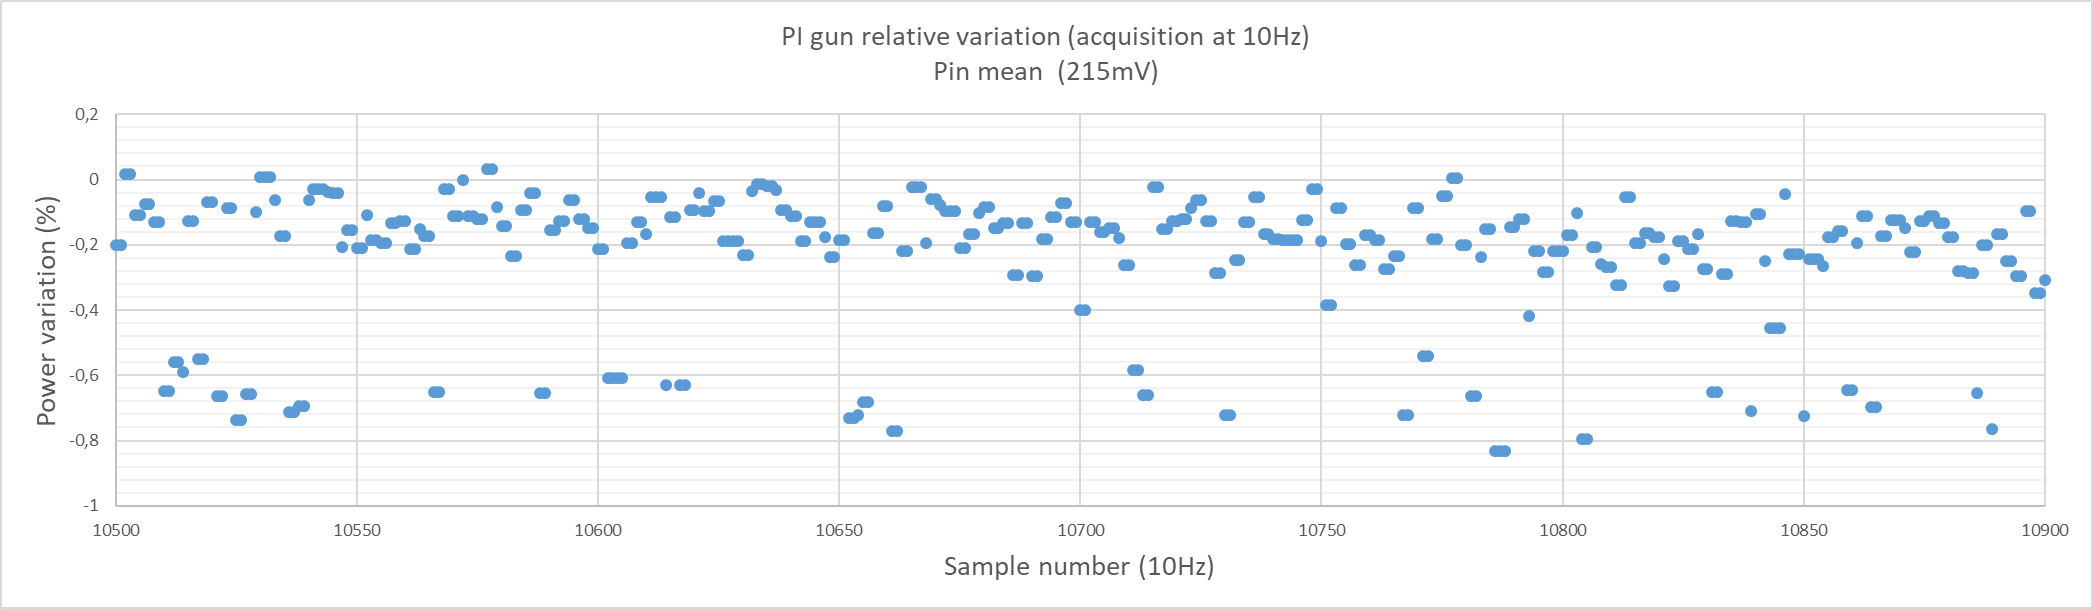 PI gun relative variation (acquisition at 10Hz)
Pin mean  (215mV)
Power variation (%)
0,2
0
-0,2
-0,4
-0,6
-0,8
-1
10500 10550 10600 10650 10700 10750 10800 10850 10900
Sample number (10Hz)